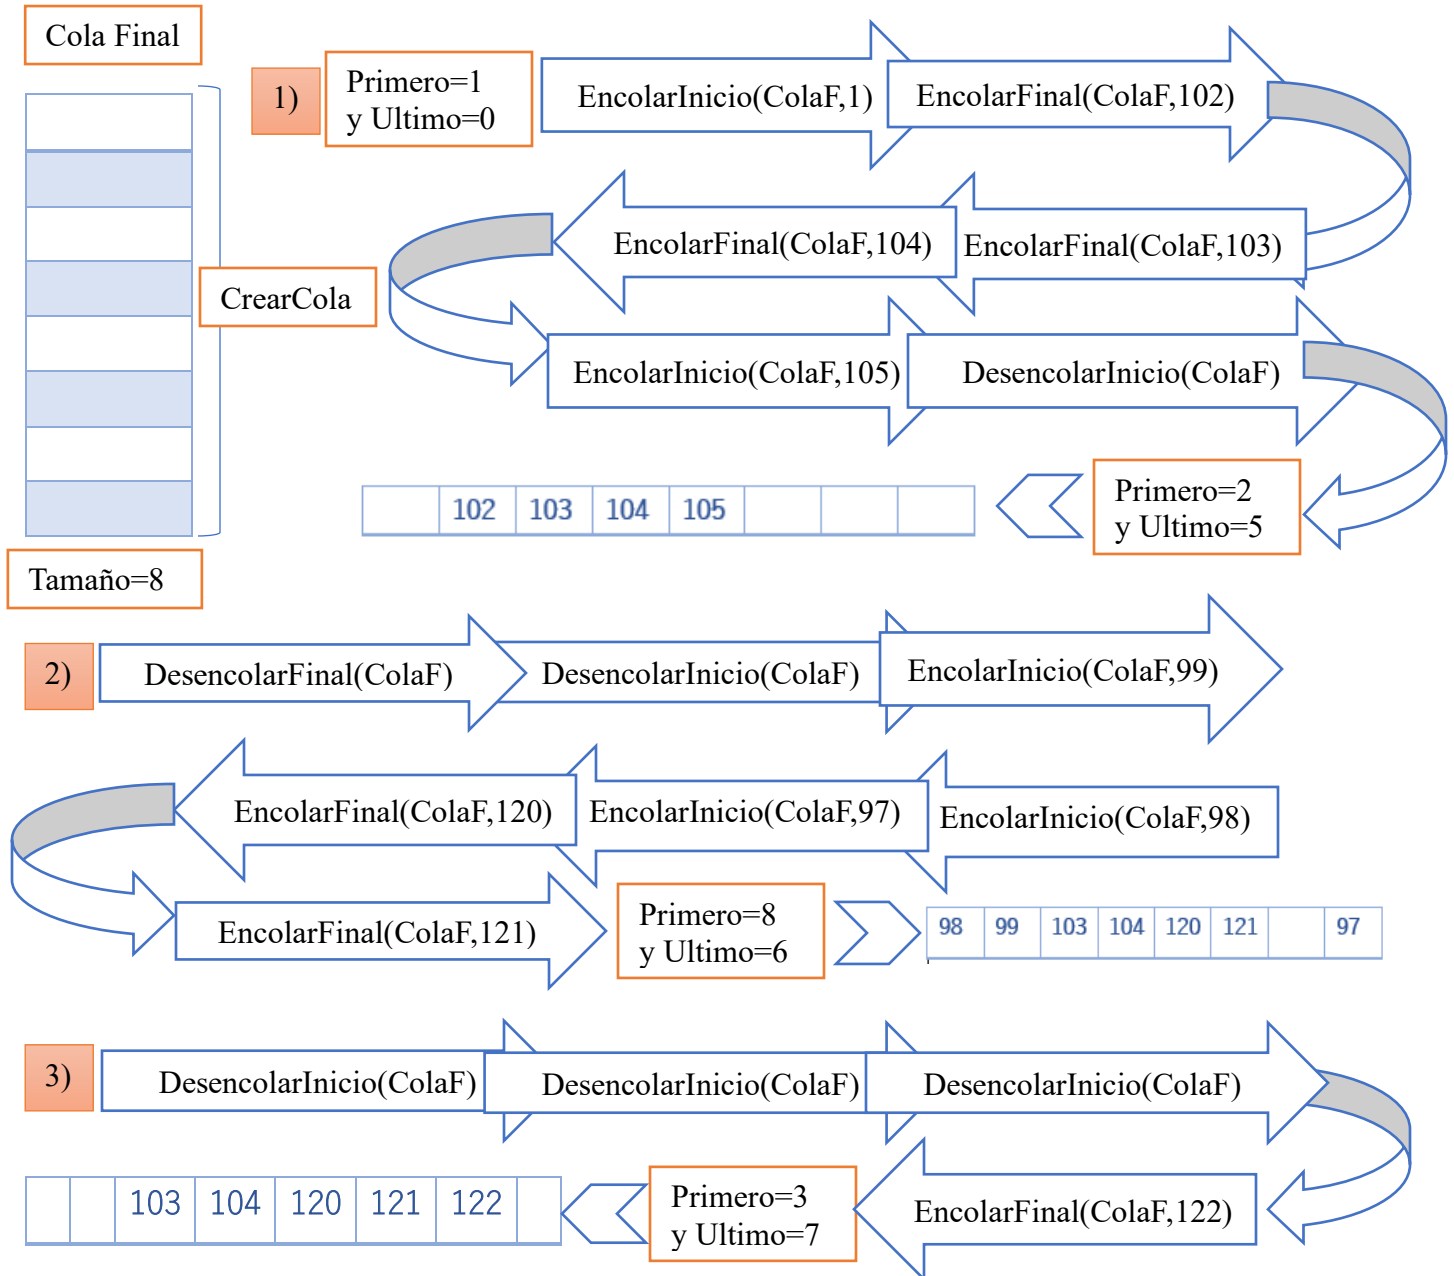 Cola Final
1)
Primero=1
y Ultimo=0
EncolarInicio(ColaF,1)
EncolarFinal(ColaF,102)
EncolarFinal(ColaF,104)
EncolarFinal(ColaF,103)
CrearCola
EncolarInicio(ColaF,105)
DesencolarInicio(ColaF)
102 103 104 105
Primero=2
y Ultimo=5
Tamaño=8
2)
DesencolarFinal(ColaF)
DesencolarInicio(ColaF)
EncolarInicio(ColaF,99)
EncolarFinal(ColaF,120)
EncolarInicio(ColaF,97)
EncolarInicio(ColaF,98)
EncolarFinal(ColaF,121)
Primero=8
y Ultimo=6
98 99 103 104 120 121 97
3)
DesencolarInicio(ColaF)
DesencolarInicio(ColaF)
DesencolarInicio(ColaF)
103 104 120 121 122
Primero=3
y Ultimo=7
EncolarFinal(ColaF,122)